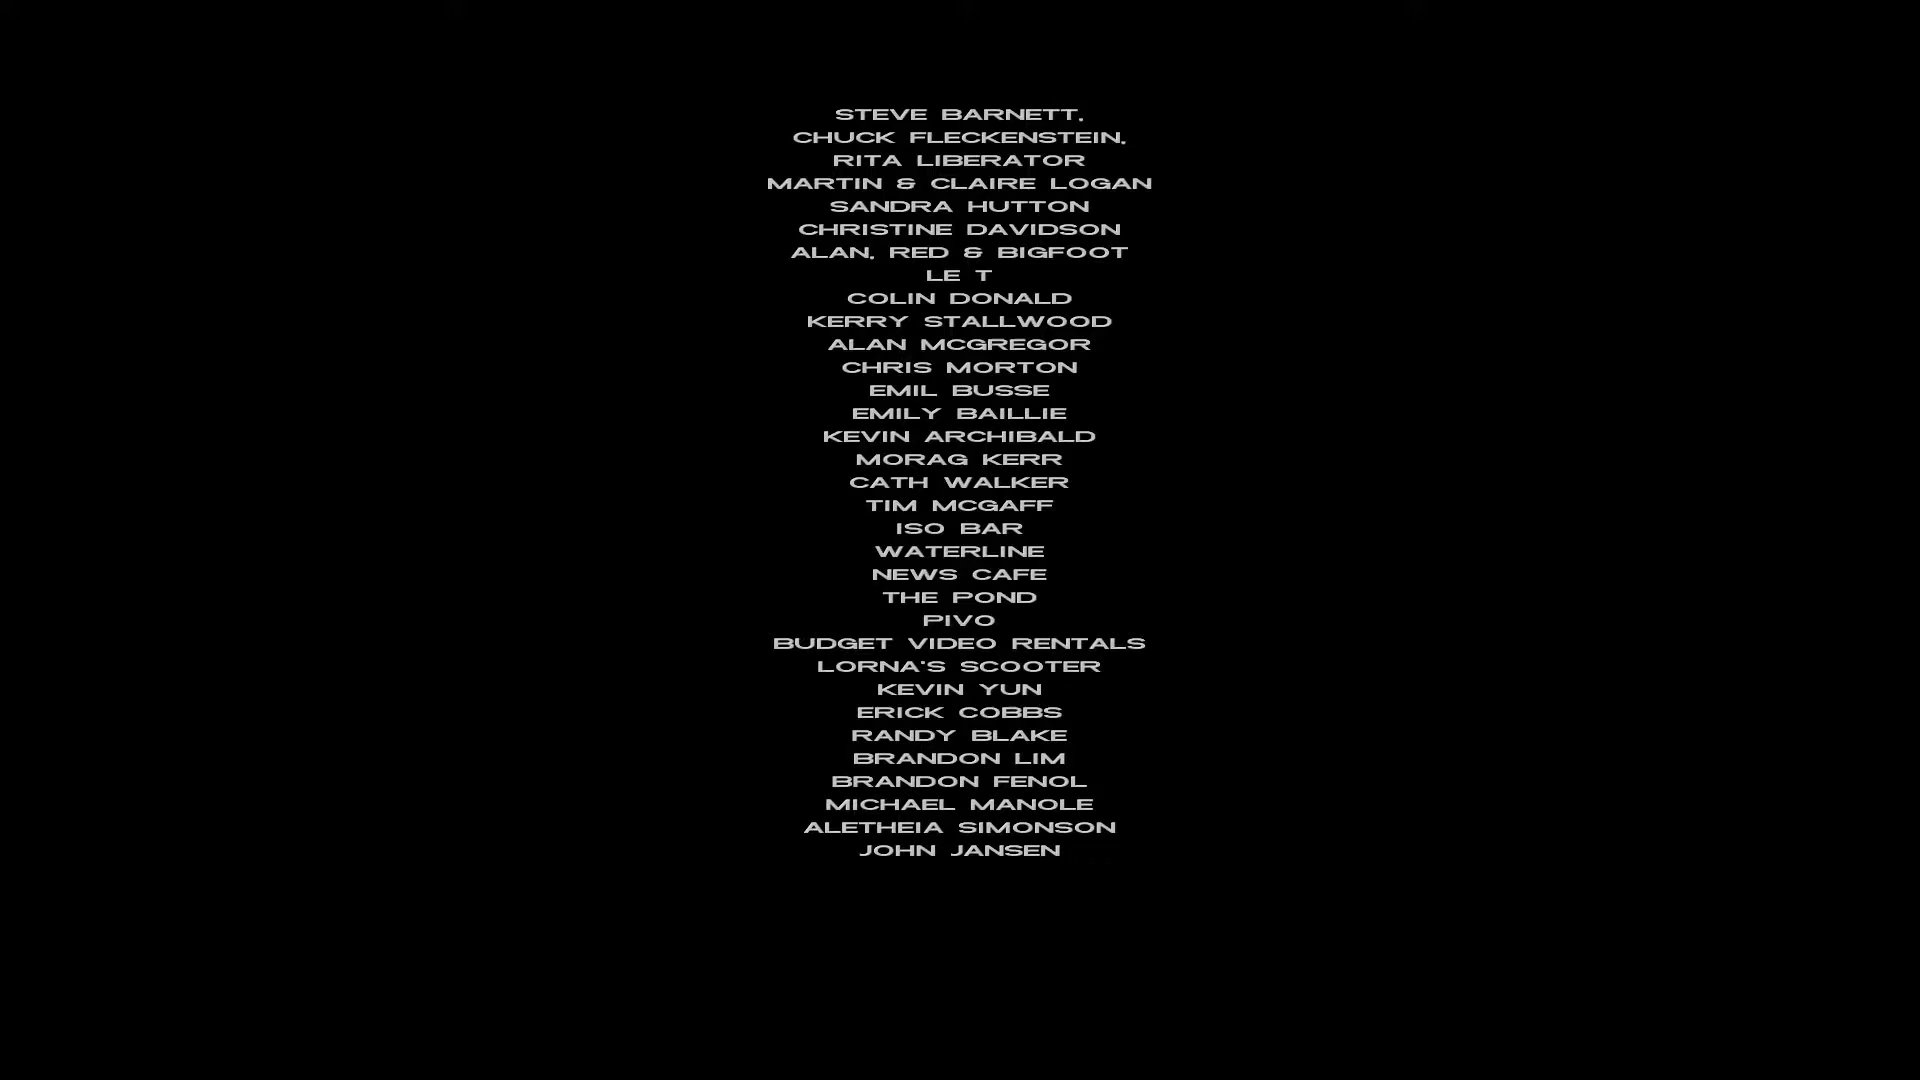 STEVE BARNETT,
CHUCK FLECKENSTEIN,
RITA LIBERATOR
MARTIN & CLAIRE LOGAN
SANDRA HUTTON
CHRISTINE DAVIDSON
ALAN, RED & BIGFOOT
LE T
COLIN DONALD
KERRY STALLWOOD
ALAN MCGREGOR
CHRIS MORTON
EMIL BUSSE
EMILY BAILLIE
KEVIN ARCHIBALD
MORAG KERR
CATH WALKER
TIM MCGAFF
ISO BAR
WATERLINE
NEWS CAFE
THE POND
PIVO
BUDGET VIDEO RENTALS
LORNA'S SCOOTER
KEVIN YUN
ERICK COBBS
RANDY BLAKE
BRANDON LIM
BRANDON FENOL
MICHAEL MANOLE
ALETHEIA SIMONSON
JOHN JANSEN